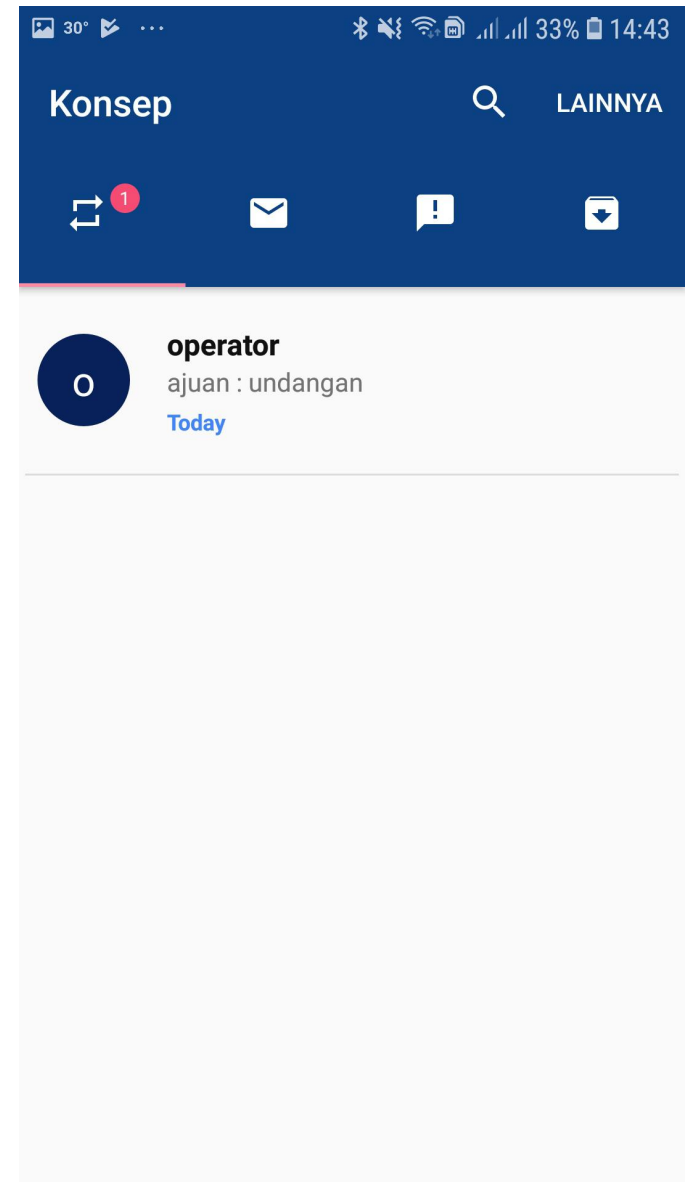 30° ··· 33% 14:43
Konsep LAINNYA
1
o
operator
ajuan : undangan
Today